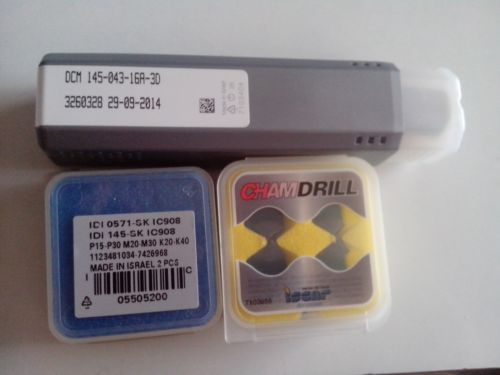 DCM 145-043-16A-3D
3260328 29-09-2014
IDI 0571-SK IC908
IDi 145-SK IC908
P15-P30 M20-M30 K20-K40
1123481034-7426968
MADE IN ISRAEL 2 PCS
I C
05505200
CHAMDRILL
iscar